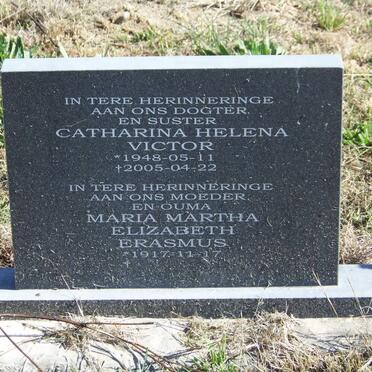 IN TERE HERINNERINGE
AAN ONS DOGTER
EN SUSTER
CATHARINA HELENA
VICTOR
*1948-05-11
†2005-04-22
IN TERE HERINNERINGE
AAN ONS MOEDER
EN OUMA
MARIA MARTHA
ELIZABETH
ERASMUS
*1917-11-17